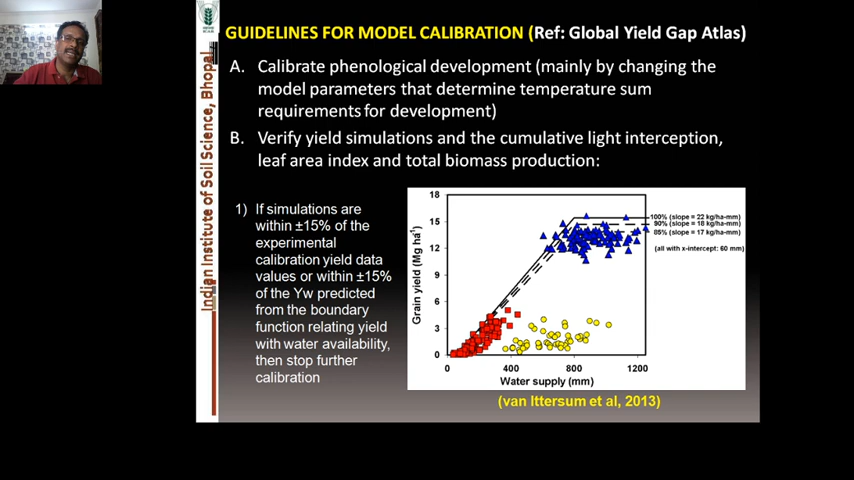 GUIDELINES FOR MODEL CALIBRATION (Ref: Global Yield Gap Atlas)
Indian Institute of Soil Science, Bhopal
A. Calibrate phenological development (mainly by changing the
model parameters that determine temperature sum
requirements for development)
B. Verify yield simulations and the cumulative light interception,
leaf area index and total biomass production:
1) If simulations are
within ±15% of the
experimental
calibration yield data
values or within ±15%
of the Yw predicted
from the boundary
function relating yield
with water availability,
then stop further
calibration
18
15
12
9
6
3
0
Grain yield (Mg ha⁻¹)
100% (slope = 22 kg/ha-mm)
90% (slope = 18 kg/ha-mm)
85% (slope = 17 kg/ha-mm)
(all with x-intercept: 60 mm)
0 400 800 1200
Water supply (mm)
(van Ittersum et al, 2013)